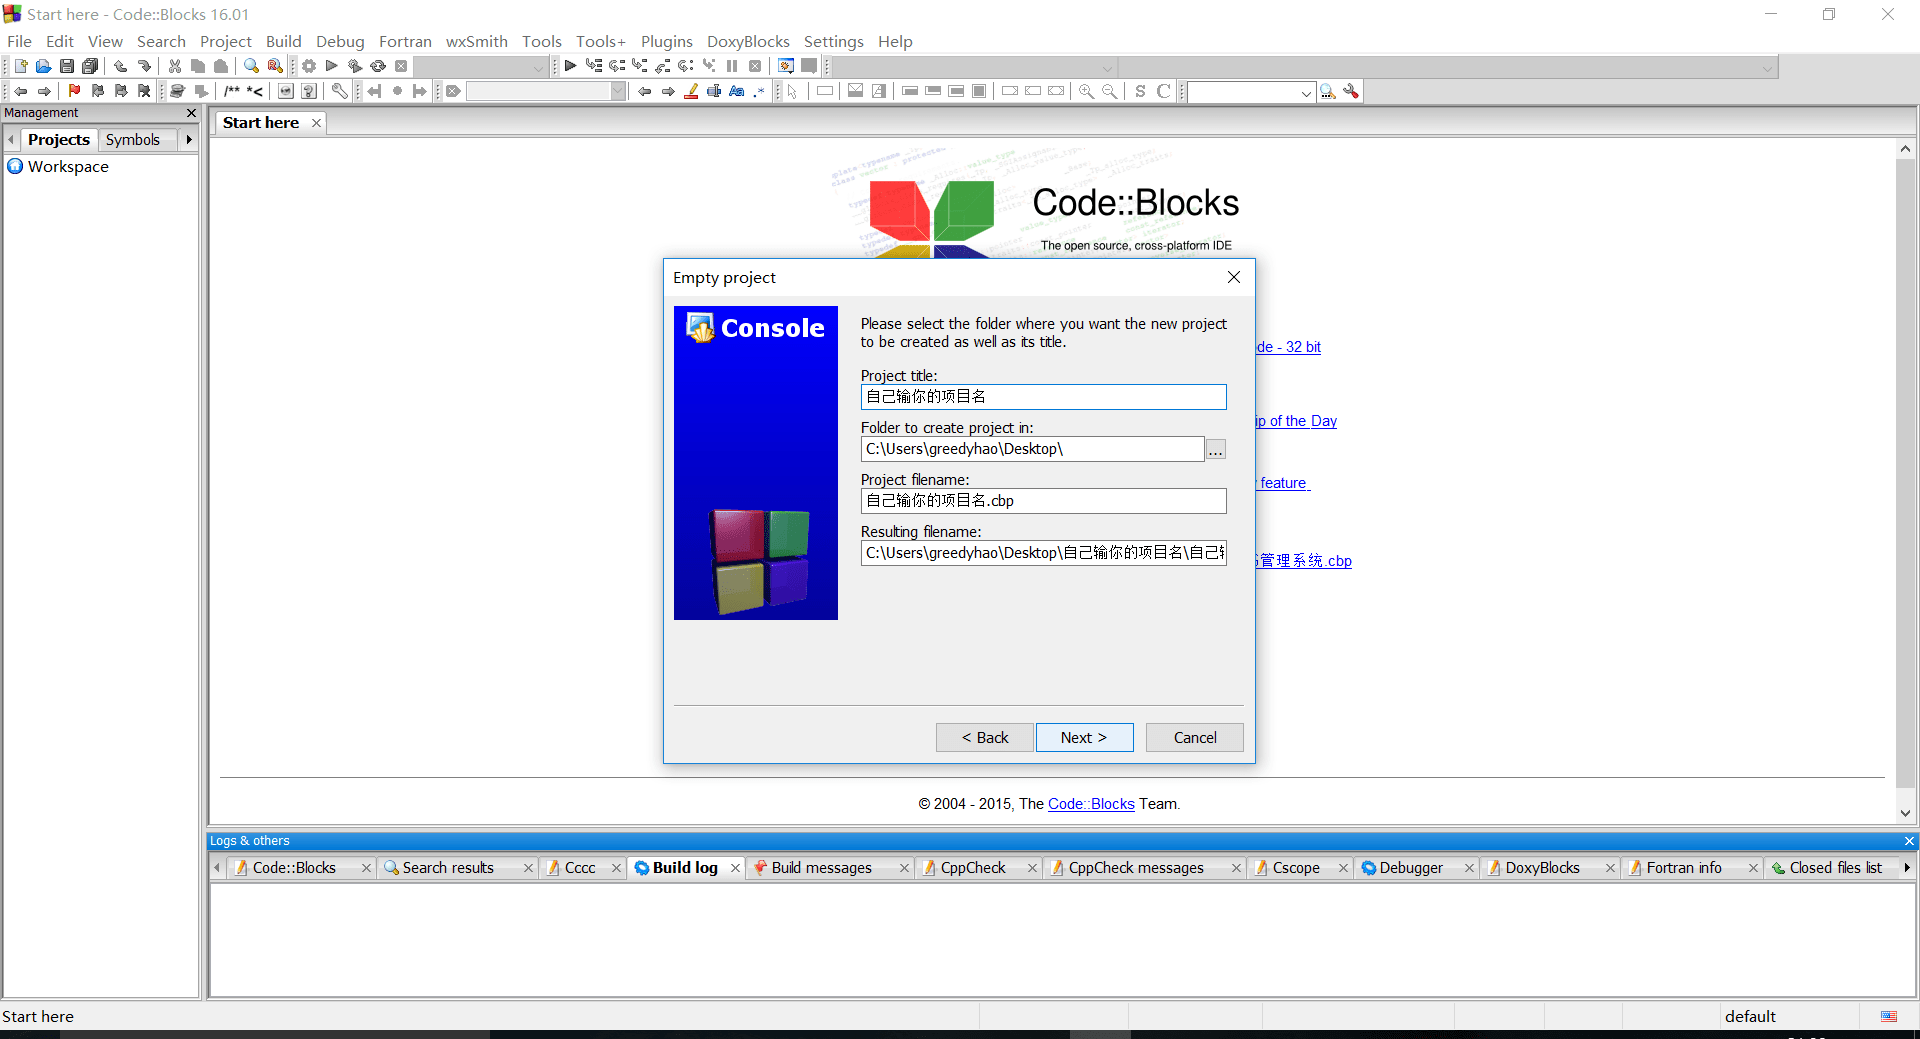 Start here - Code::Blocks 16.01
File Edit View Search Project Build Debug Fortran wxSmith Tools Tools+ Plugins DoxyBlocks Settings Help
/** *<
Aa .*
S C
Management
Projects Symbols
Workspace
Start here
Code::Blocks
The open source, cross-platform IDE
Empty project
Console
Please select the folder where you want the new project
to be created as well as its title.
Project title:
自己输你的项目名
Folder to create project in:
C:\Users\greedyhao\Desktop\
...
Project filename:
自己输你的项目名.cbp
Resulting filename:
C:\Users\greedyhao\Desktop\自己输你的项目名\自己
- 32 bit
of the Day
feature
管理系统.cbp
< Back Next > Cancel
© 2004 - 2015, The Code::Blocks Team.
Logs & others
Code::Blocks Search results Cccc Build log Build messages CppCheck CppCheck messages Cscope Debugger DoxyBlocks Fortran info Closed files list
Start here
default